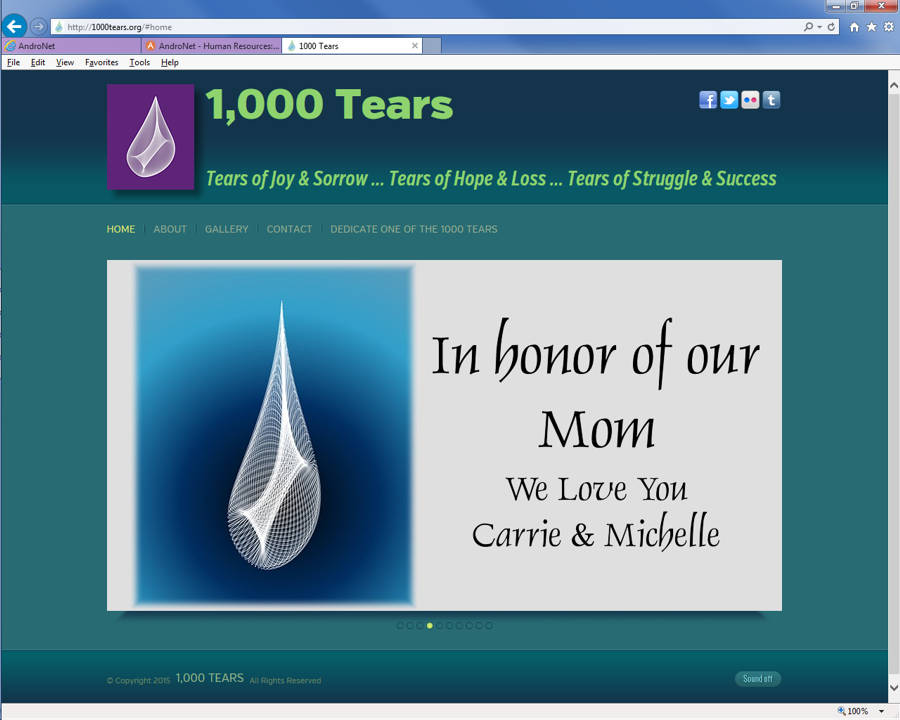 http://1000tears.org/#home
AndroNet
AndroNet - Human Resources:...
1000 Tears
File Edit View Favorites Tools Help
1,000 Tears
Tears of Joy & Sorrow ... Tears of Hope & Loss ... Tears of Struggle & Success
HOME ABOUT GALLERY CONTACT DEDICATE ONE OF THE 1000 TEARS
In honor of our
Mom
We Love You
Carrie & Michelle
© Copyright 2015 1,000 TEARS All Rights Reserved
Sound off
100%